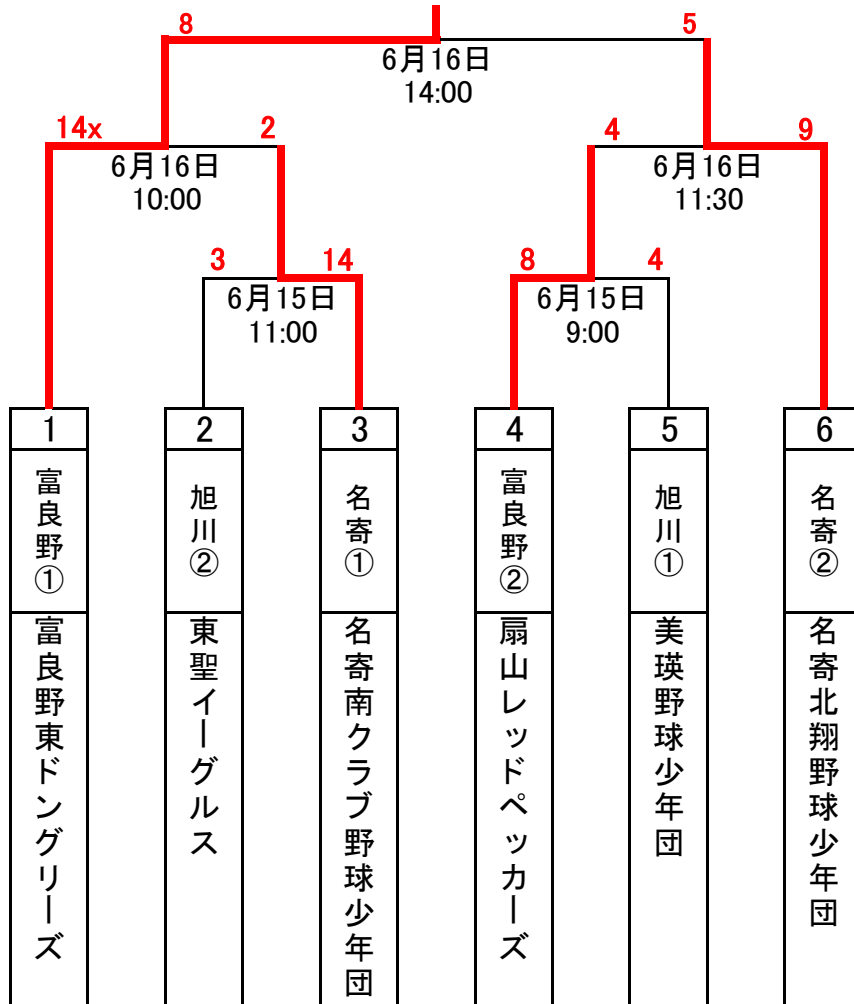 8
5
6月16日
14:00
14x
2
4
9
6月16日
10:00
6月16日
11:30
3
14
8
4
6月15日
11:00
6月15日
9:00
1
2
3
4
5
6
富良野①
旭川②
名寄①
富良野②
旭川①
名寄②
富良野東ドングリーズ
東聖イーグルス
名寄南クラブ野球少年団
扇山レッドペッカーズ
美瑛野球少年団
名寄北翔野球少年団